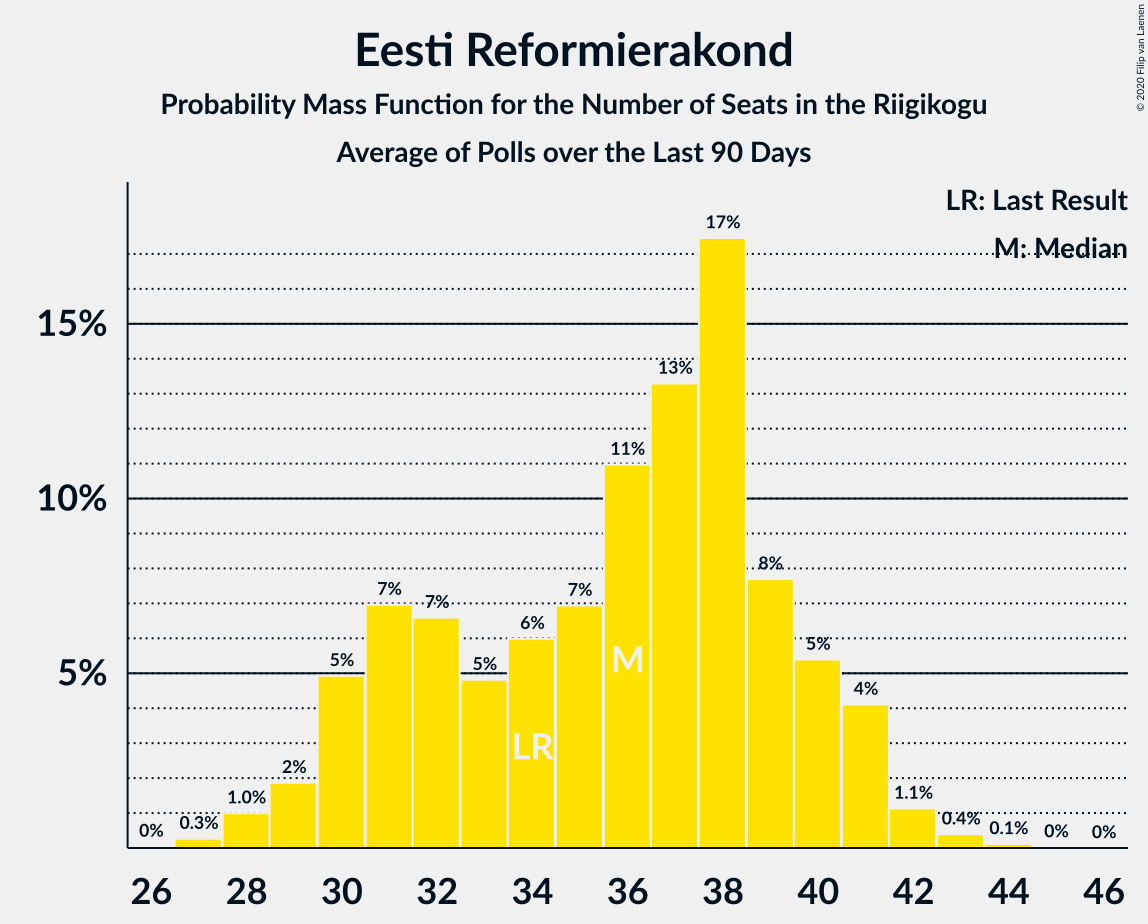 Eesti Reformierakond
Probability Mass Function for the Number of Seats in the Riigikogu
Average of Polls over the Last 90 Days
© 2020 Filip van Laenen
LR: Last Result
M: Median
15%
10%
5%
0%
0.3%
1.0%
2%
5%
7%
7%
5%
6%
7%
11%
13%
17%
8%
5%
4%
1.1%
0.4%
0.1%
0%
0%
LR
M
26 28 30 32 34 36 38 40 42 44 46